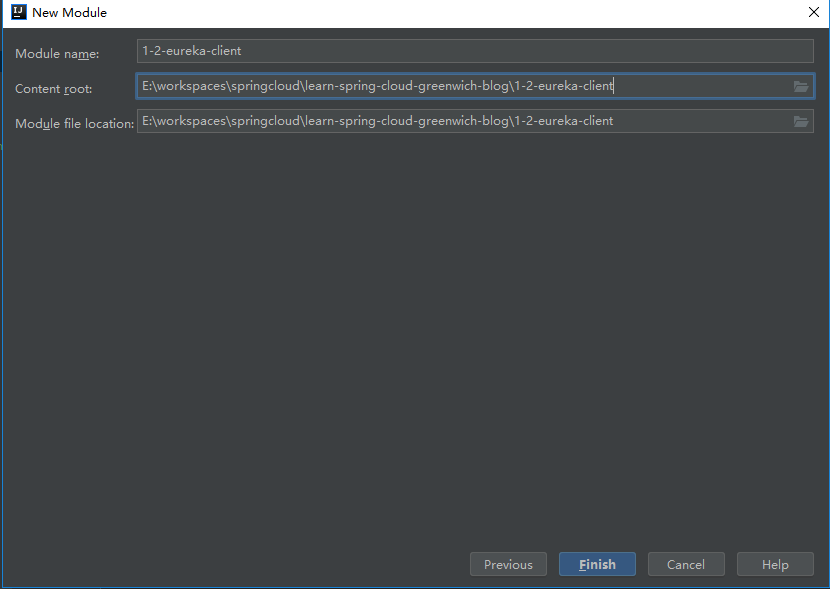 New Module
Module name: 1-2-eureka-client
Content root: E:\workspaces\springcloud\learn-spring-cloud-greenwich-blog\1-2-eureka-client
Module file location: E:\workspaces\springcloud\learn-spring-cloud-greenwich-blog\1-2-eureka-client
Previous Finish Cancel Help